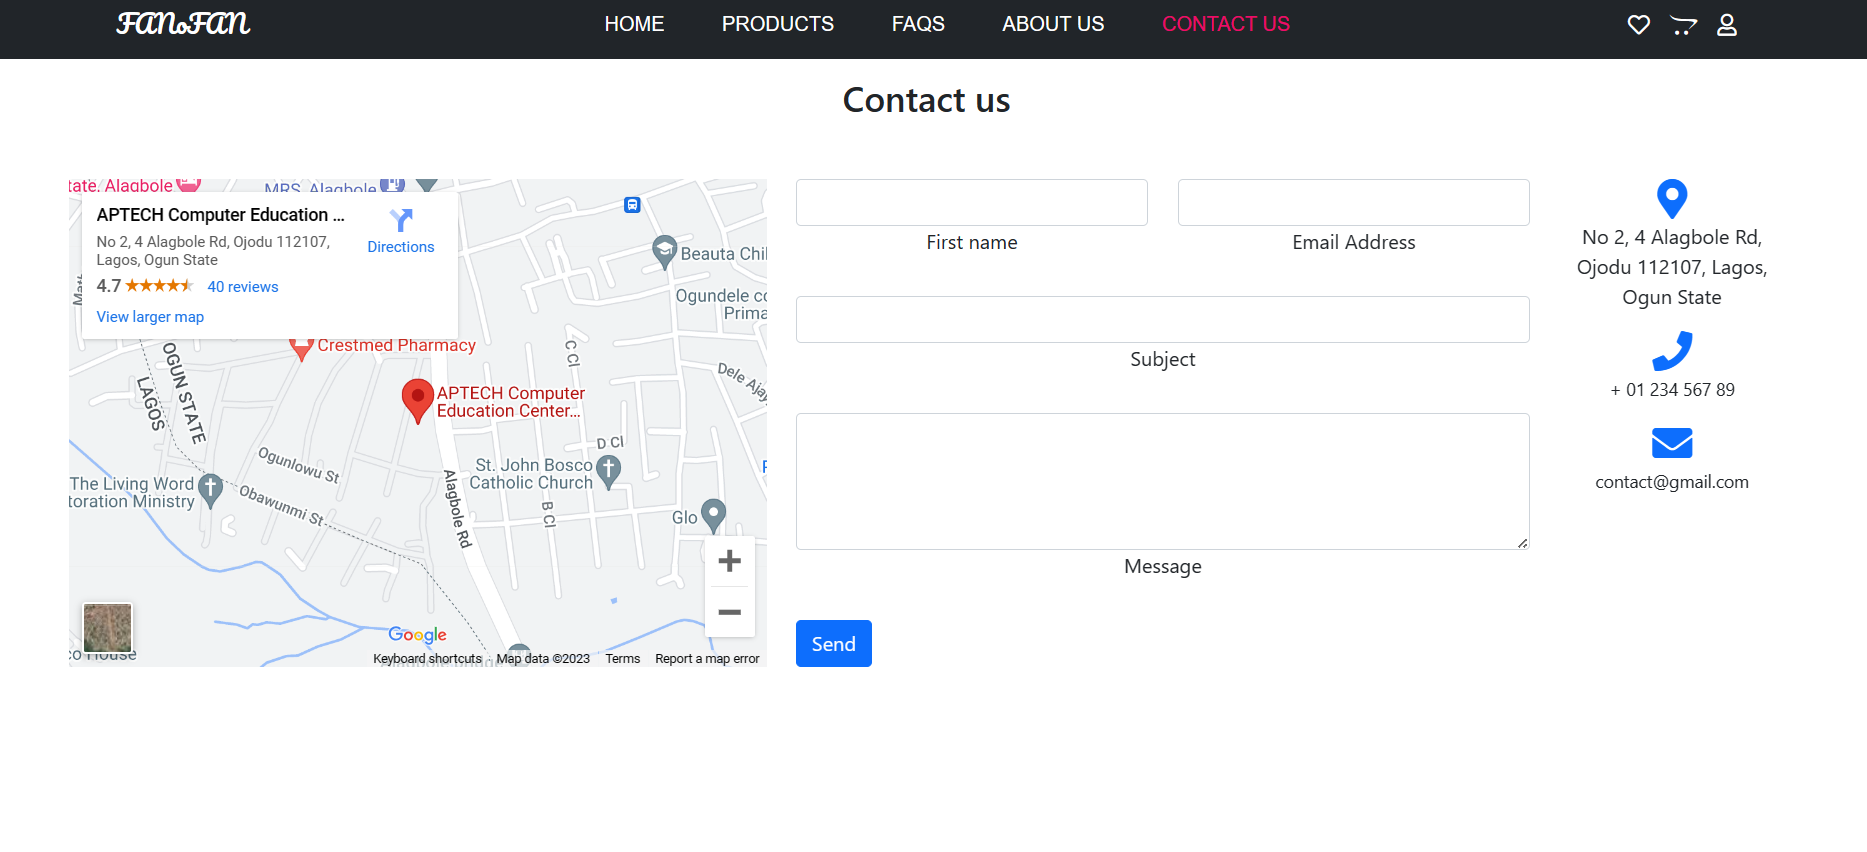 FAN&FAN
HOME
PRODUCTS
FAQS
ABOUT US
CONTACT US
Contact us
tate, Alagbole
MRS, Alagbole
APTECH Computer Education ...
Directions
No 2, 4 Alagbole Rd, Ojodu 112107,
Lagos, Ogun State
4.7
40 reviews
View larger map
Beauta Chil
Ogundele co
Prima
Crestmed Pharmacy
OGUN STATE
LAGOS
C Cl
Dele Ajay
APTECH Computer
Education Center...
D Cl
Ogunlowu St
St. John Bosco
Catholic Church
The Living Word
toration Ministry
Obawunmi St
Alagbole Rd
B Cl
Glo
Google
Keyboard shortcuts
Map data ©2023
Terms
Report a map error
First name
Email Address
Subject
Message
Send
No 2, 4 Alagbole Rd,
Ojodu 112107, Lagos,
Ogun State
+ 01 234 567 89
contact@gmail.com